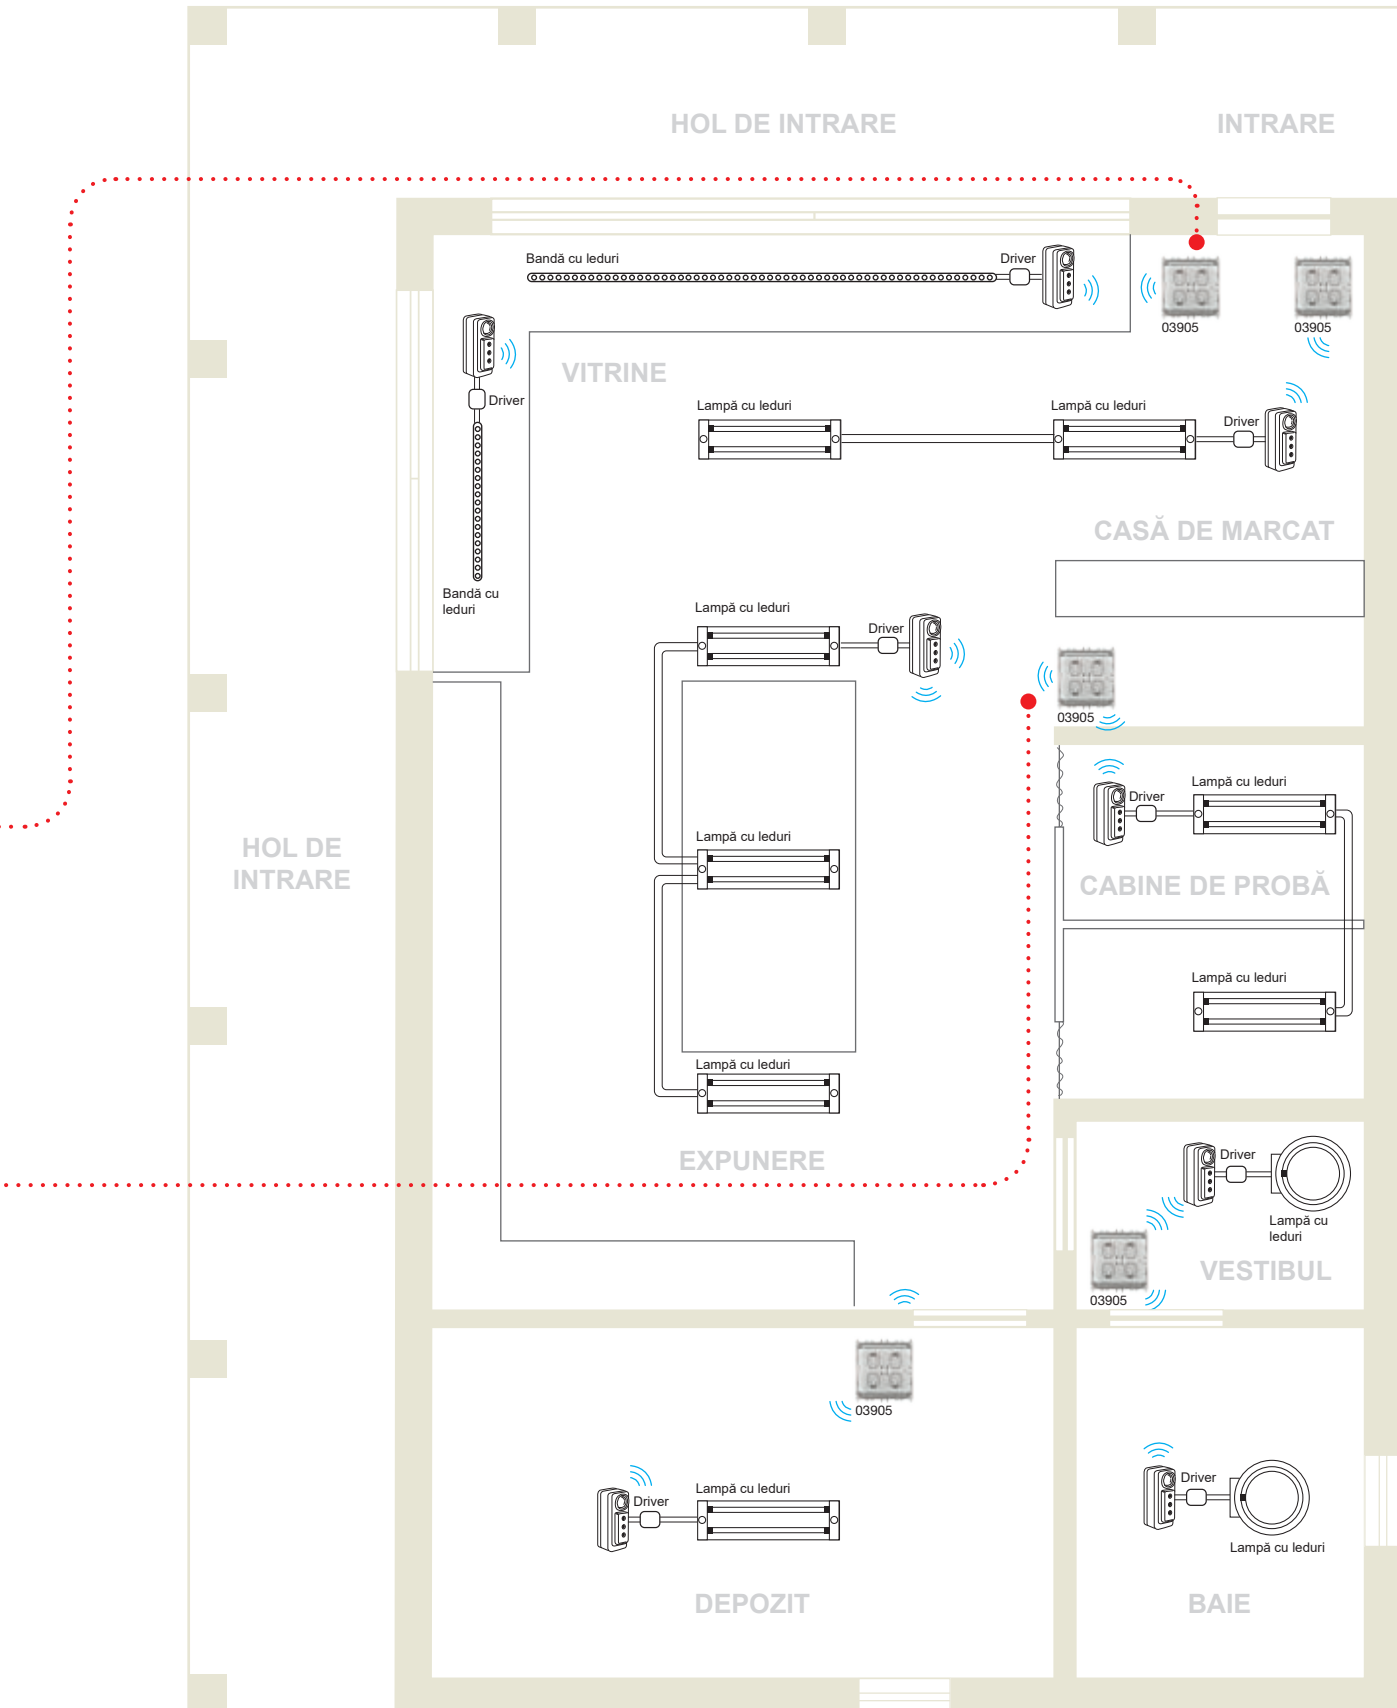 HOL DE INTRARE
INTRARE
Bandă cu leduri
Driver
03905
03905
VITRINE
Driver
Lampă cu leduri
Lampă cu leduri
Driver
CASĂ DE MARCAT
Bandă cu
leduri
Lampă cu leduri
Driver
03905
Lampă cu leduri
Driver
HOL DE
INTRARE
Lampă cu leduri
CABINE DE PROBĂ
Lampă cu leduri
Lampă cu leduri
EXPUNERE
Driver
Lampă cu
leduri
VESTIBUL
03905
03905
Lampă cu leduri
Driver
Driver
Lampă cu leduri
DEPOZIT
BAIE